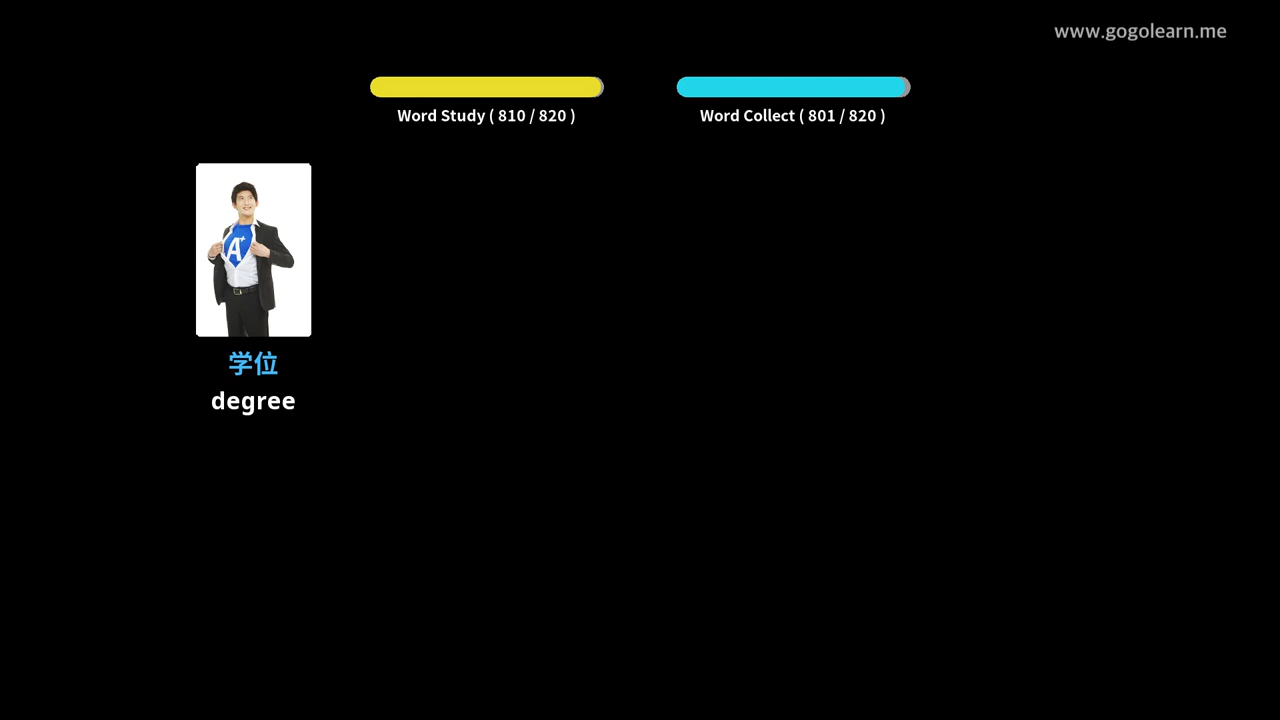 www.gogolearn.me
Word Study ( 810 / 820 )
Word Collect ( 801 / 820 )
A+
学位
degree